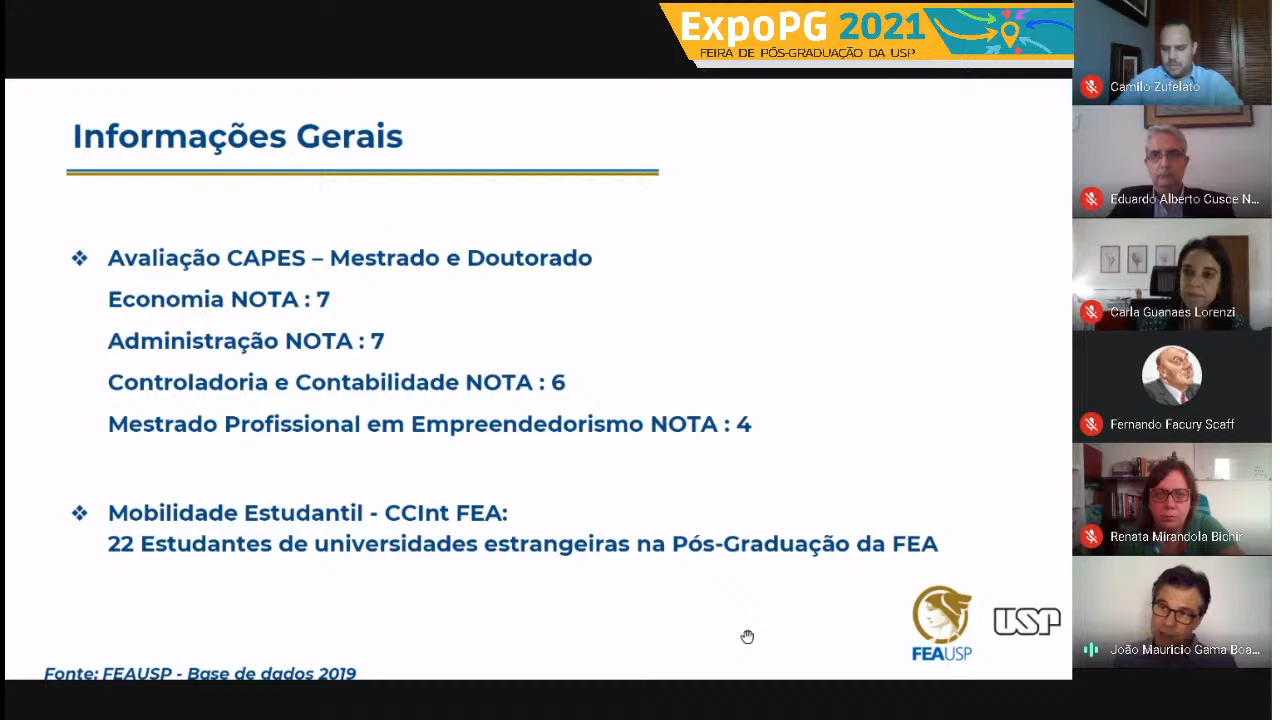 ExpoPG 2021
FEIRA DE PÓS-GRADUAÇÃO DA USP
Camilo Zufelato
Informações Gerais
Eduardo Alberto Cusce N...
❖ Avaliação CAPES – Mestrado e Doutorado
Economia NOTA : 7
Administração NOTA : 7
Controladoria e Contabilidade NOTA : 6
Mestrado Profissional em Empreendedorismo NOTA : 4
Carla Guanaes Lorenzi
Fernando Facury Scaff
❖ Mobilidade Estudantil - CCInt FEA:
22 Estudantes de universidades estrangeiras na Pós-Graduação da FEA
Renata Mirandola Bichir
FEAUSP
USP
João Mauricio Gama Boa...
Fonte: FEAUSP - Base de dados 2019